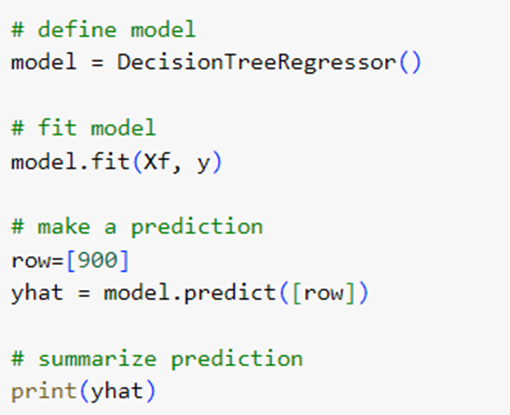 # define model
model = DecisionTreeRegressor()
# fit model
model.fit(Xf, y)
# make a prediction
row=[900]
yhat = model.predict([row])
# summarize prediction
print(yhat)